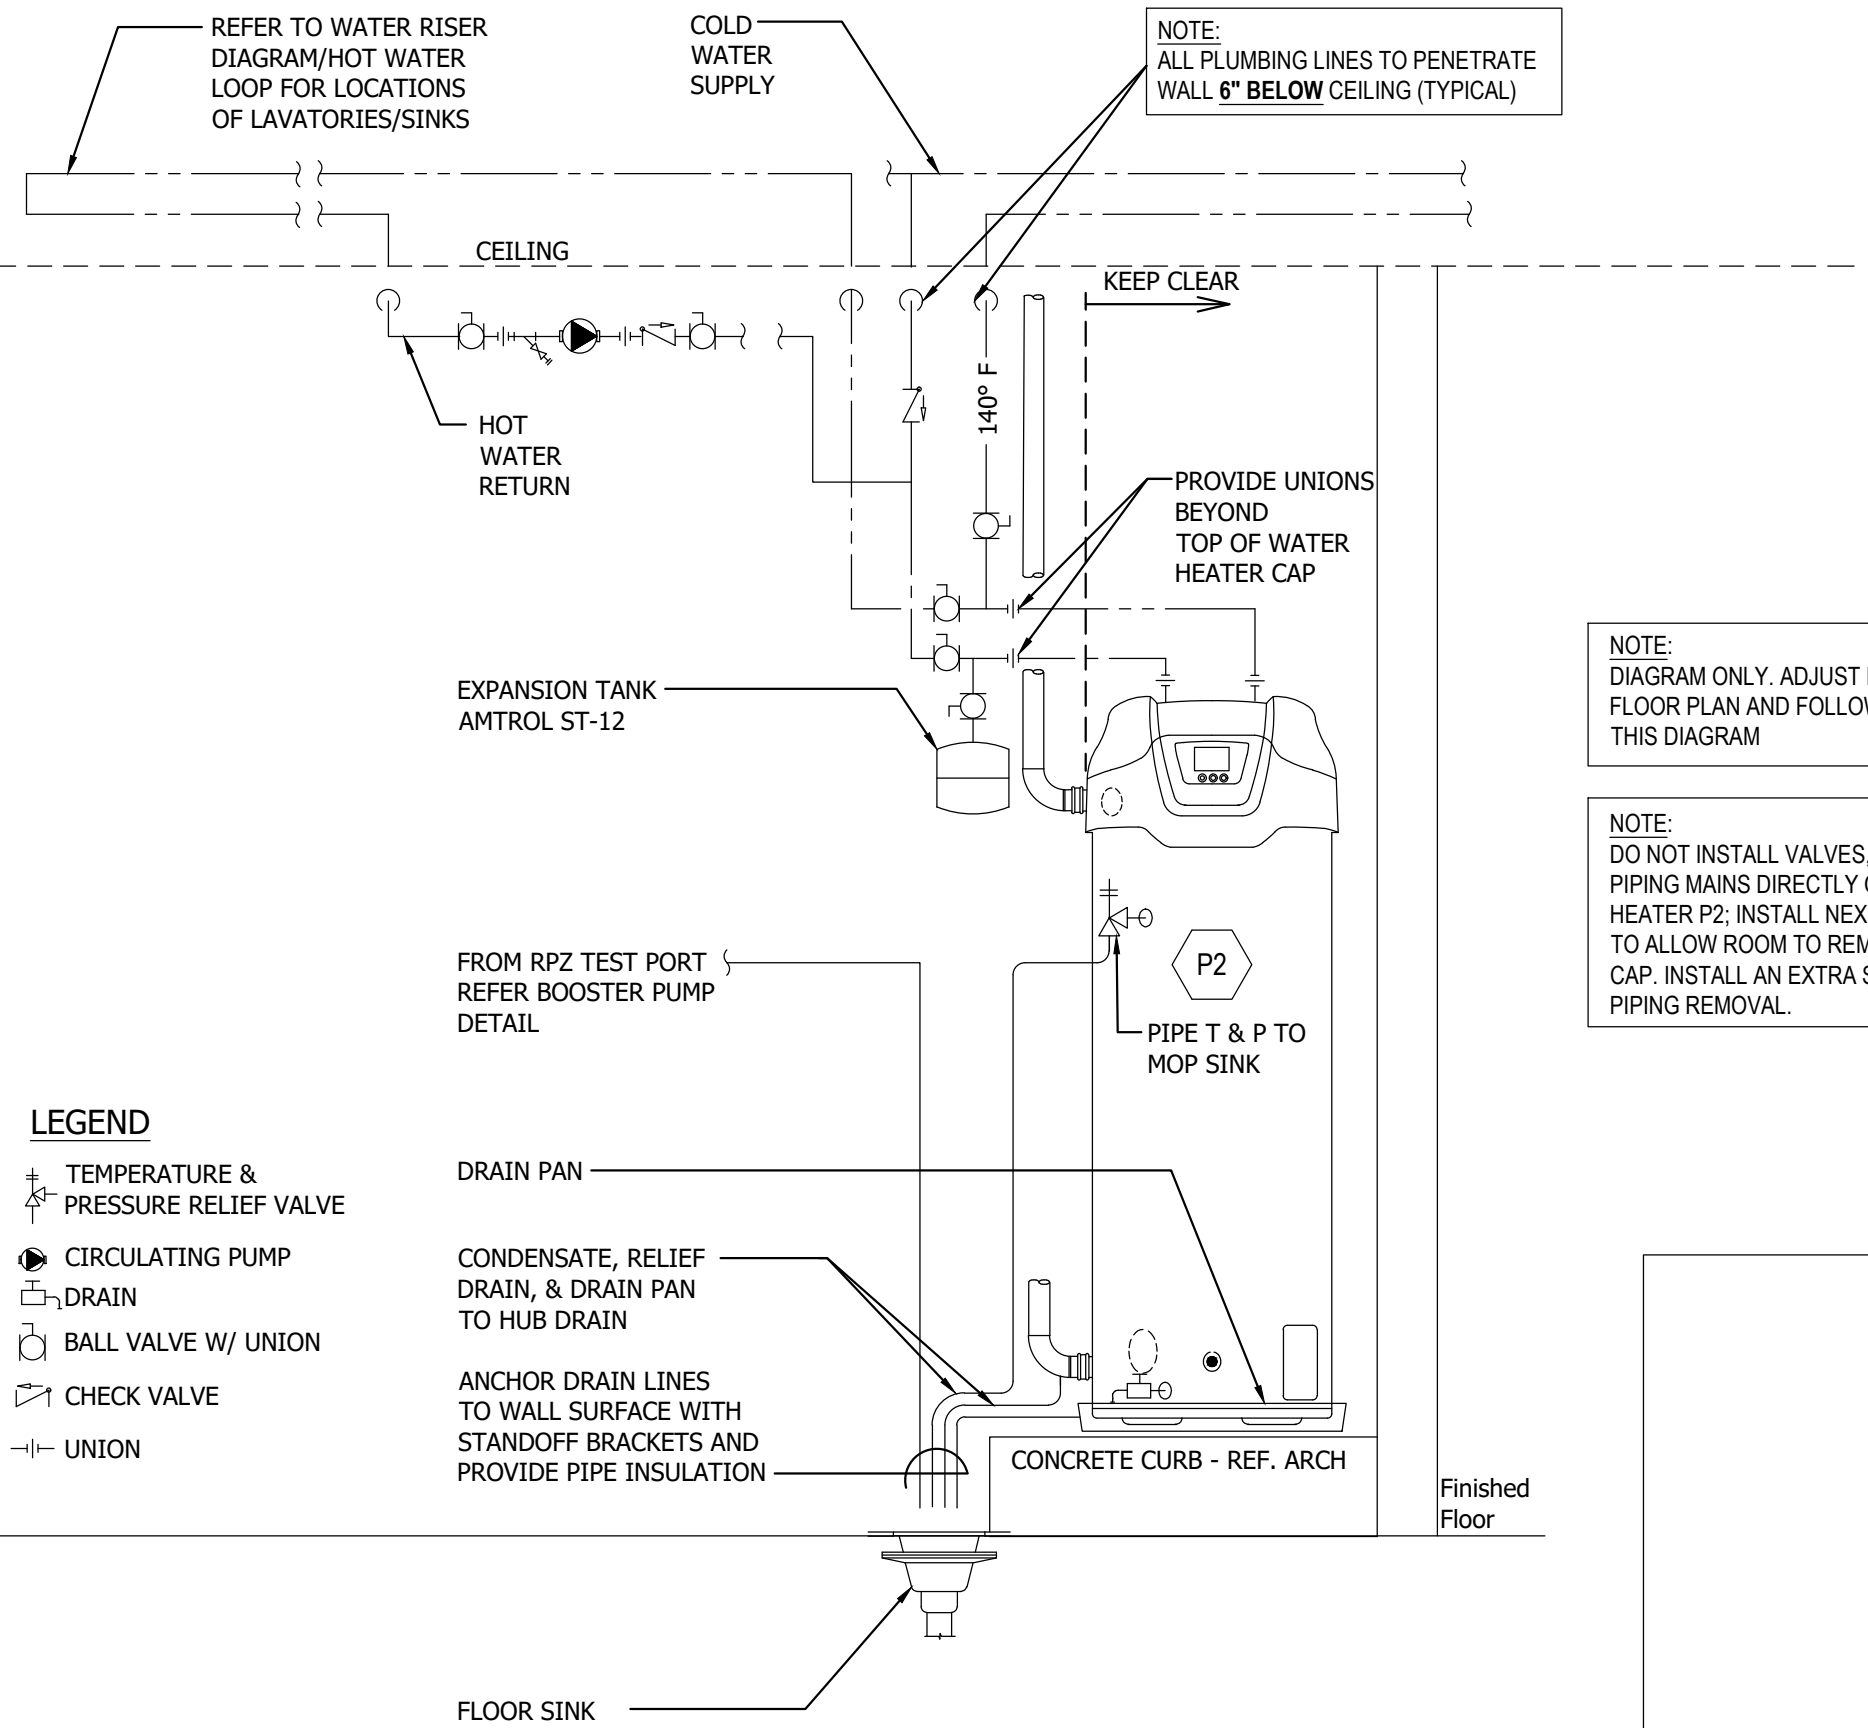 REFER TO WATER RISER
DIAGRAM/HOT WATER
LOOP FOR LOCATIONS
OF LAVATORIES/SINKS
COLD
WATER
SUPPLY
NOTE:
ALL PLUMBING LINES TO PENETRATE
WALL 6" BELOW CEILING (TYPICAL)
CEILING
KEEP CLEAR
140° F
HOT
WATER
RETURN
PROVIDE UNIONS
BEYOND
TOP OF WATER
HEATER CAP
EXPANSION TANK
AMTROL ST-12
NOTE:
DIAGRAM ONLY. ADJUST
FLOOR PLAN AND FOLLOW
THIS DIAGRAM
NOTE:
DO NOT INSTALL VALVES,
PIPING MAINS DIRECTLY
HEATER P2; INSTALL NEX
TO ALLOW ROOM TO REM
CAP. INSTALL AN EXTRA S
PIPING REMOVAL.
FROM RPZ TEST PORT
REFER BOOSTER PUMP
DETAIL
P2
PIPE T & P TO
MOP SINK
LEGEND
TEMPERATURE &
PRESSURE RELIEF VALVE
CIRCULATING PUMP
DRAIN
BALL VALVE W/ UNION
CHECK VALVE
UNION
DRAIN PAN
CONDENSATE, RELIEF
DRAIN, & DRAIN PAN
TO HUB DRAIN
ANCHOR DRAIN LINES
TO WALL SURFACE WITH
STANDOFF BRACKETS AND
PROVIDE PIPE INSULATION
CONCRETE CURB - REF. ARCH
Finished
Floor
FLOOR SINK